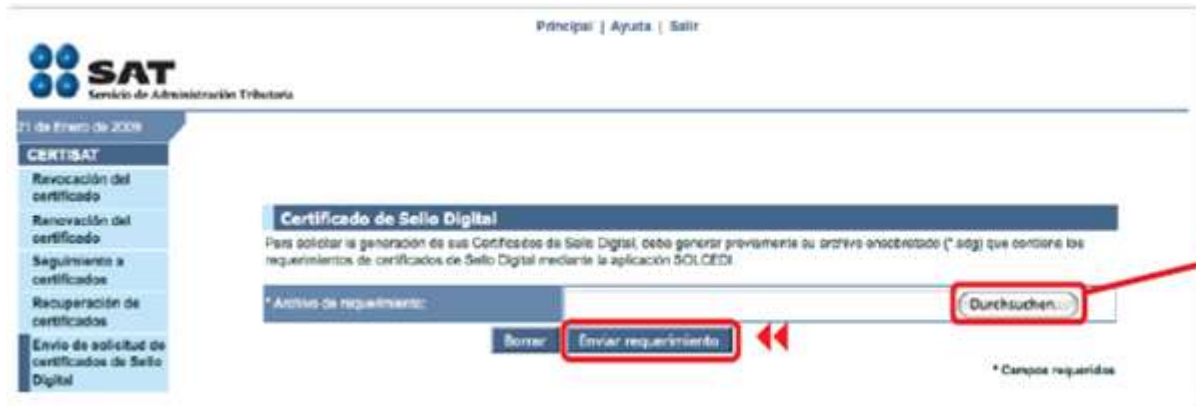 Principal | Ayuda | Salir
SAT
Servicio de Administración Tributaria
21 de Enero de 2009
CERTISAT
Revocación del
certificado
Renovación del
certificado
Seguimiento a
certificados
Recuperación de
certificados
Envío de solicitud de
certificados de Sello
Digital
Certificado de Sello Digital
Para solicitar la generación de sus Certificados de Sello Digital, debe generar previamente su archivo ensobretado (*.sdg) que contiene los
requerimientos de certificados de Sello Digital mediante la aplicación SOLCEDI
* Archivo de requerimiento:
Durchsuchen...
Borrar
Enviar requerimiento
* Campos requeridos